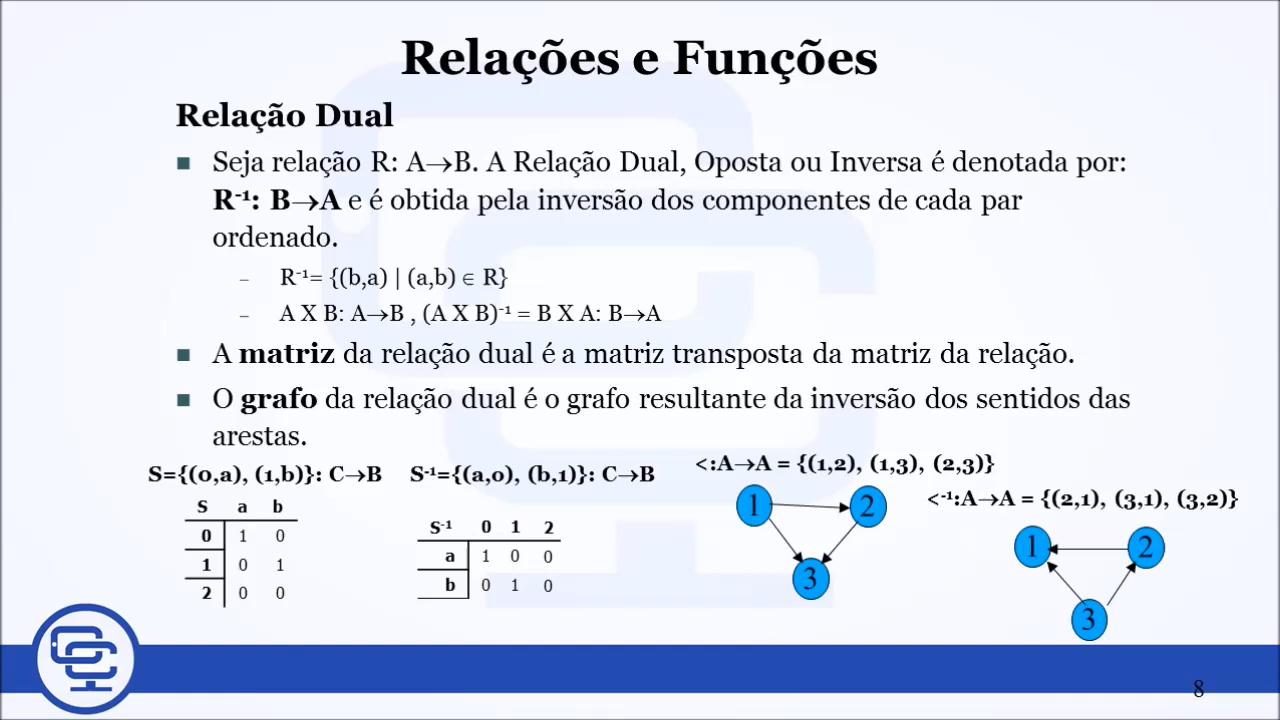 Relações e Funções
Relação Dual
Seja relação R: A→B. A Relação Dual, Oposta ou Inversa é denotada por:
R⁻¹: B→A e é obtida pela inversão dos componentes de cada par
ordenado.
– R⁻¹= {(b,a) | (a,b) ∈ R}
– A X B: A→B , (A X B)⁻¹ = B X A: B→A
A matriz da relação dual é a matriz transposta da matriz da relação.
O grafo da relação dual é o grafo resultante da inversão dos sentidos das
arestas.
S={(0,a), (1,b)}: C→B
S a b
0 1 0
1 0 1
2 0 0
S⁻¹={(a,0), (b,1)}: C→B
S⁻¹ 0 1 2
a 1 0 0
b 0 1 0
<:A→A = {(1,2), (1,3), (2,3)}
1 2
3
<⁻¹:A→A = {(2,1), (3,1), (3,2)}
1 2
3
8